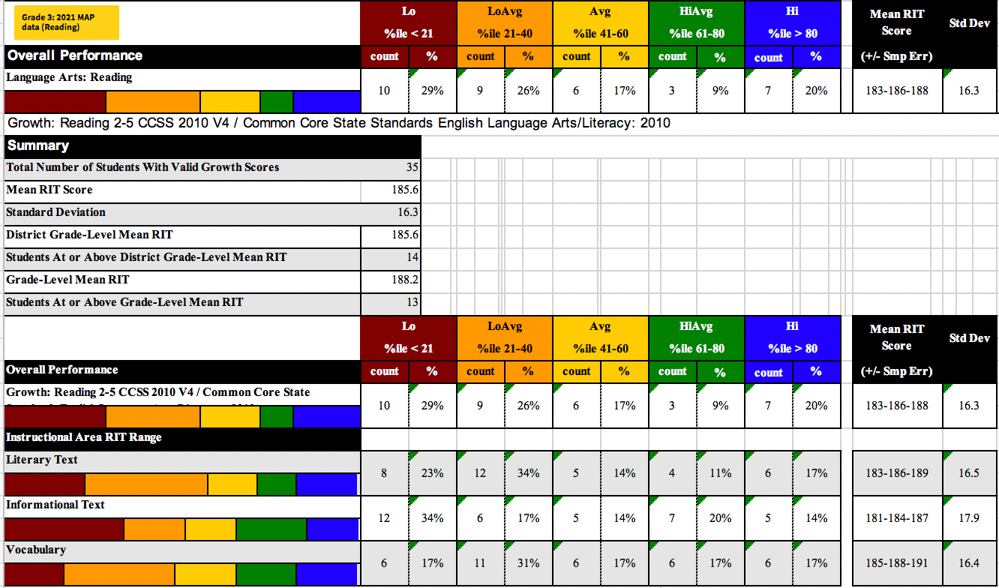 Grade 3: 2021 MAP
data (Reading)
Lo LoAvg Avg HiAvg Hi Mean RIT
Score Std Dev
%ile < 21 %ile 21-40 %ile 41-60 %ile 61-80 %ile > 80
Overall Performance count % count % count % count % count % (+/- Smp Err)
Language Arts: Reading
10 29% 9 26% 6 17% 3 9% 7 20% 183-186-188 16.3
Growth: Reading 2-5 CCSS 2010 V4 / Common Core State Standards English Language Arts/Literacy: 2010
Summary
Total Number of Students With Valid Growth Scores 35
Mean RIT Score 185.6
Standard Deviation 16.3
District Grade-Level Mean RIT 185.6
Students At or Above District Grade-Level Mean RIT 14
Grade-Level Mean RIT 188.2
Students At or Above Grade-Level Mean RIT 13
Lo LoAvg Avg HiAvg Hi Mean RIT
Score Std Dev
%ile < 21 %ile 21-40 %ile 41-60 %ile 61-80 %ile > 80
Overall Performance count % count % count % count % count % (+/- Smp Err)
Growth: Reading 2-5 CCSS 2010 V4 / Common Core State
10 29% 9 26% 6 17% 3 9% 7 20% 183-186-188 16.3
Instructional Area RIT Range
Literary Text
8 23% 12 34% 5 14% 4 11% 6 17% 183-186-189 16.5
Informational Text
12 34% 6 17% 5 14% 7 20% 5 14% 181-184-187 17.9
Vocabulary
6 17% 11 31% 6 17% 6 17% 6 17% 185-188-191 16.4